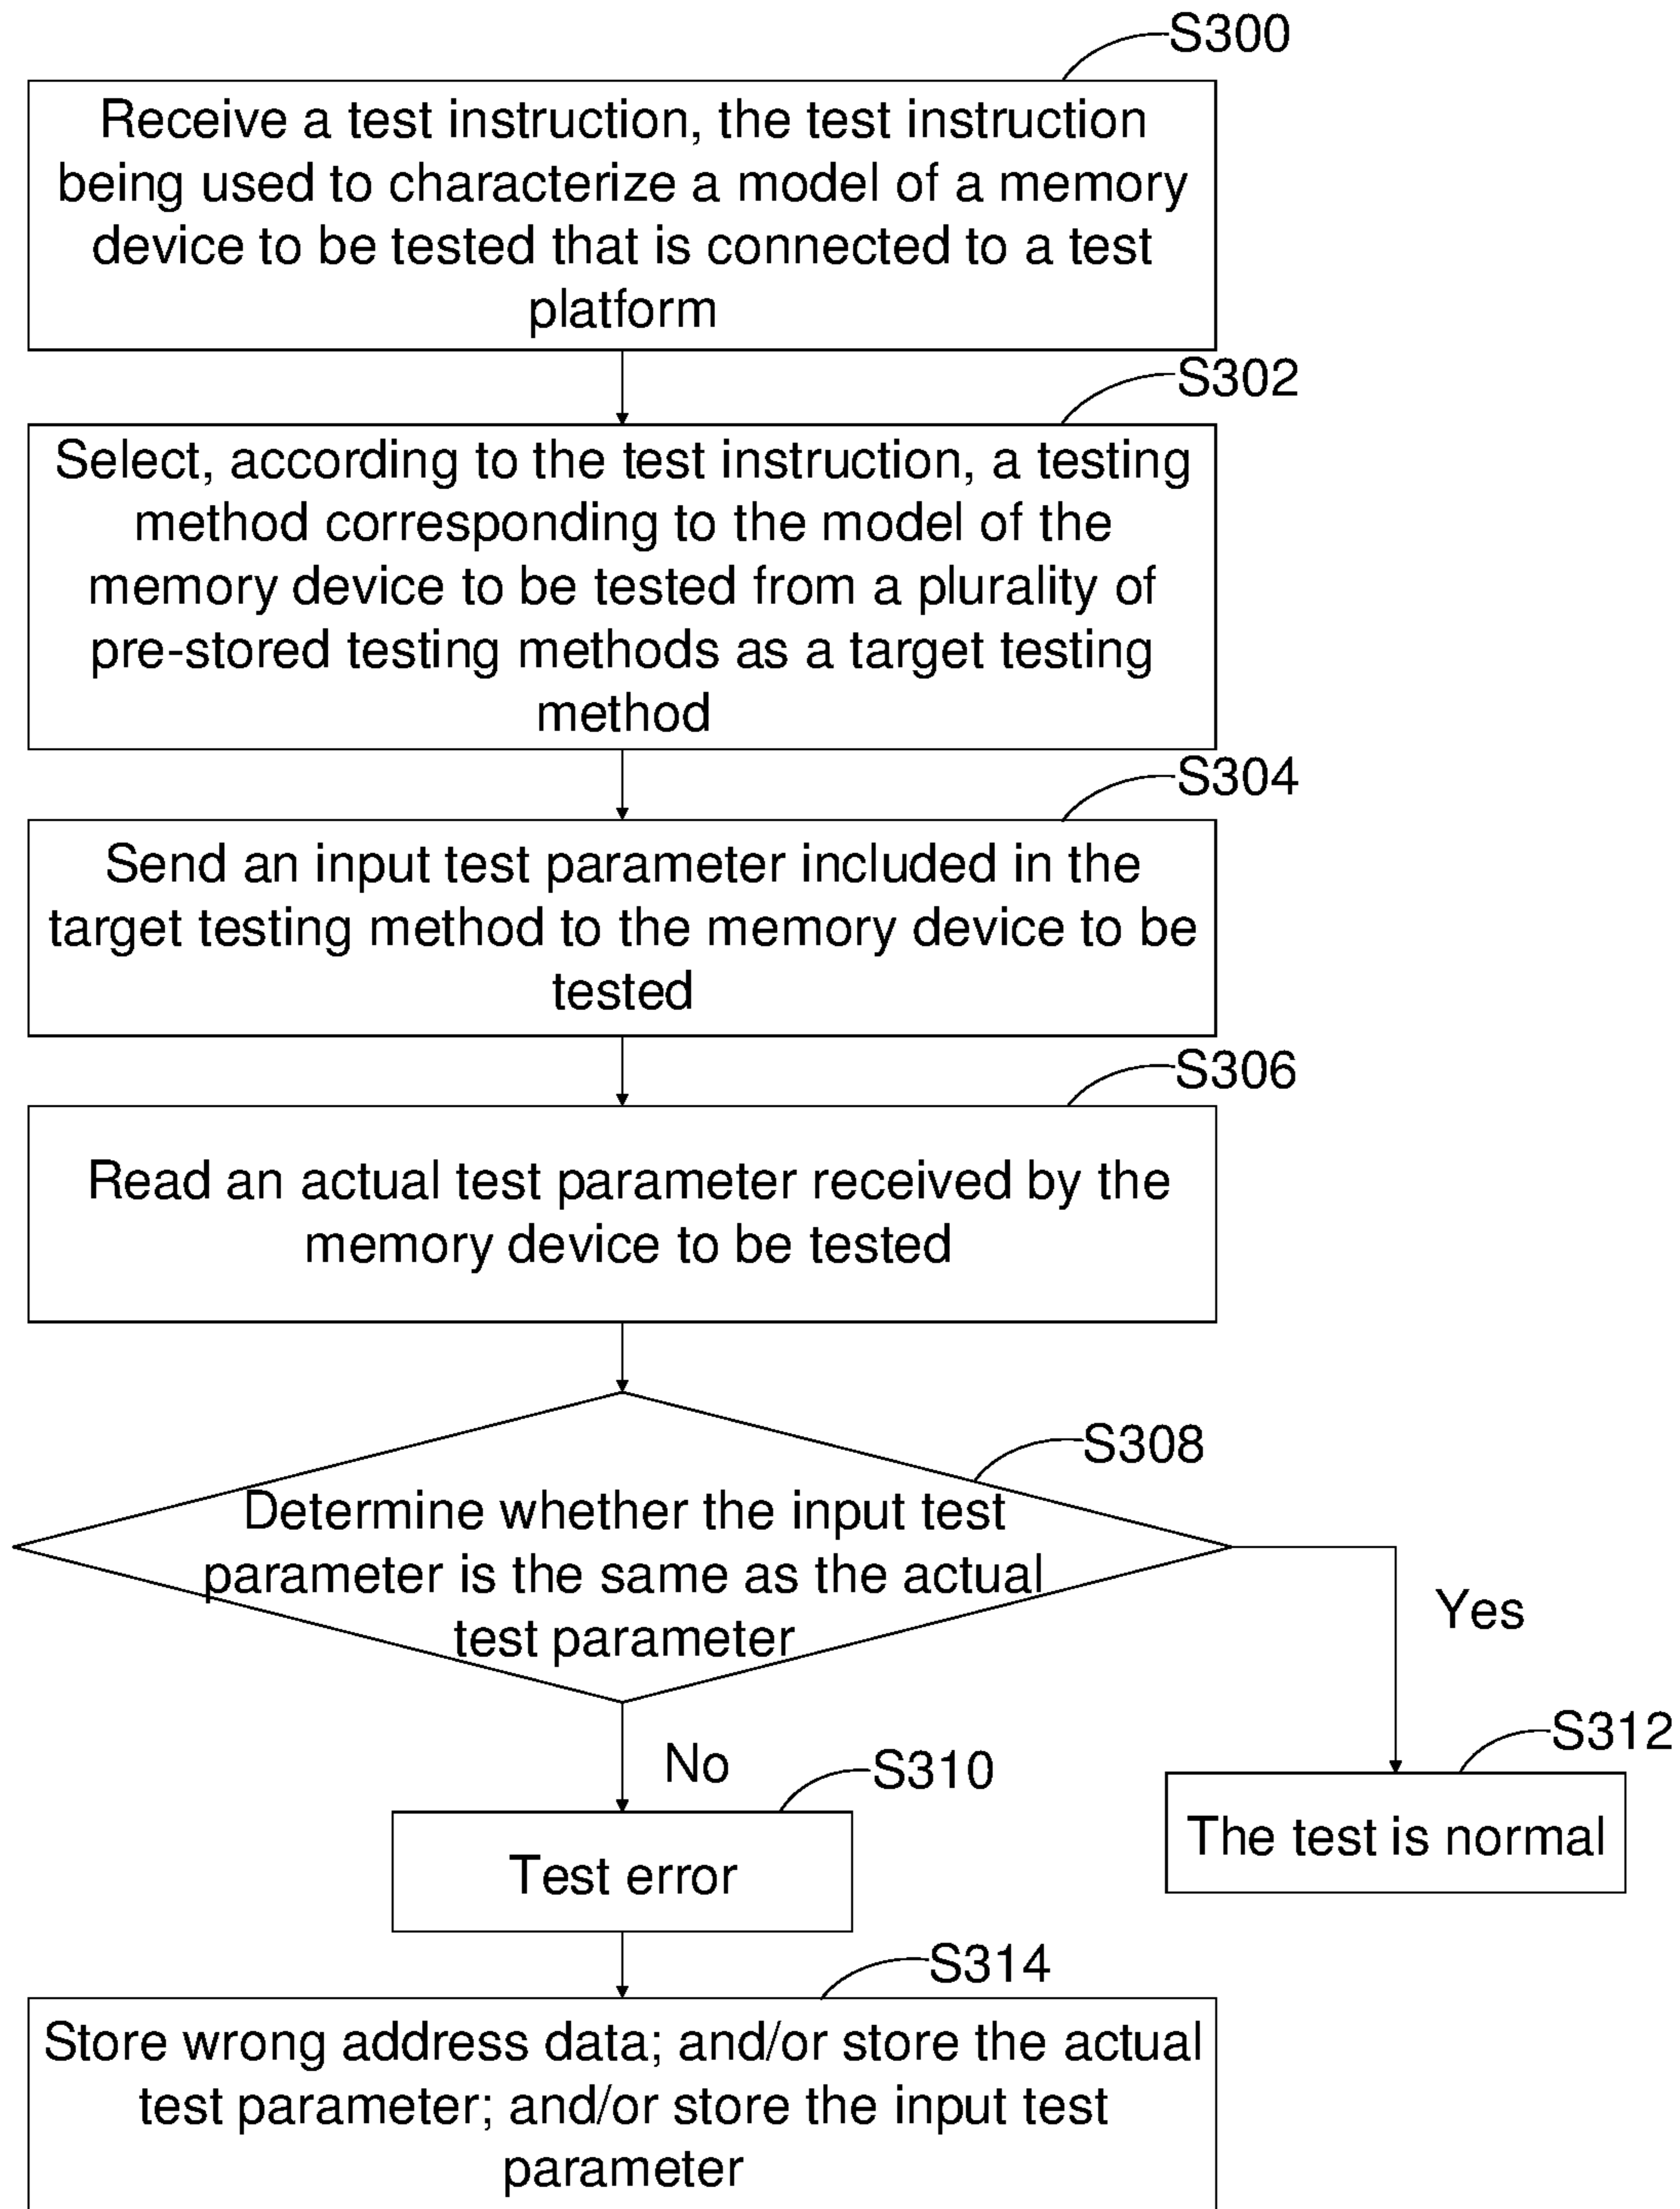 S300
Receive a test instruction, the test instruction
being used to characterize a model of a memory
device to be tested that is connected to a test
platform
S302
Select, according to the test instruction, a testing
method corresponding to the model of the
memory device to be tested from a plurality of
pre-stored testing methods as a target testing
method
S304
Send an input test parameter included in the
target testing method to the memory device to be
tested
S306
Read an actual test parameter received by the
memory device to be tested
S308
Determine whether the input test
parameter is the same as the actual
test parameter
Yes
No
S310
Test error
S312
The test is normal
S314
Store wrong address data; and/or store the actual
test parameter; and/or store the input test
parameter